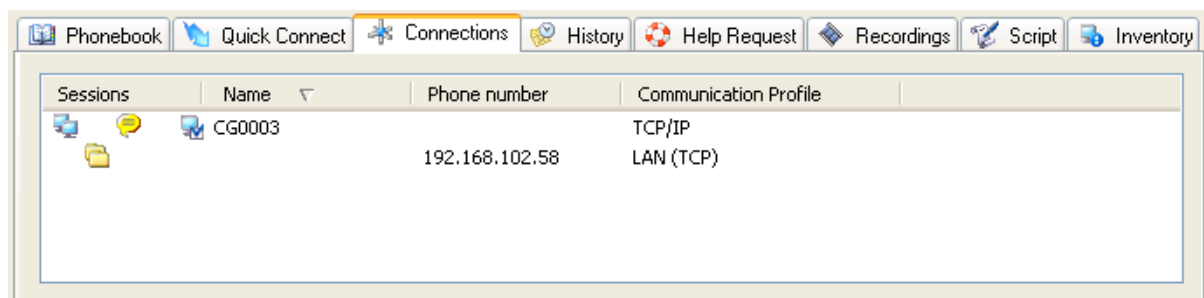 Phonebook Quick Connect Connections History Help Request Recordings Script Inventory
Sessions Name Phone number Communication Profile
CG0003 TCP/IP
192.168.102.58 LAN (TCP)